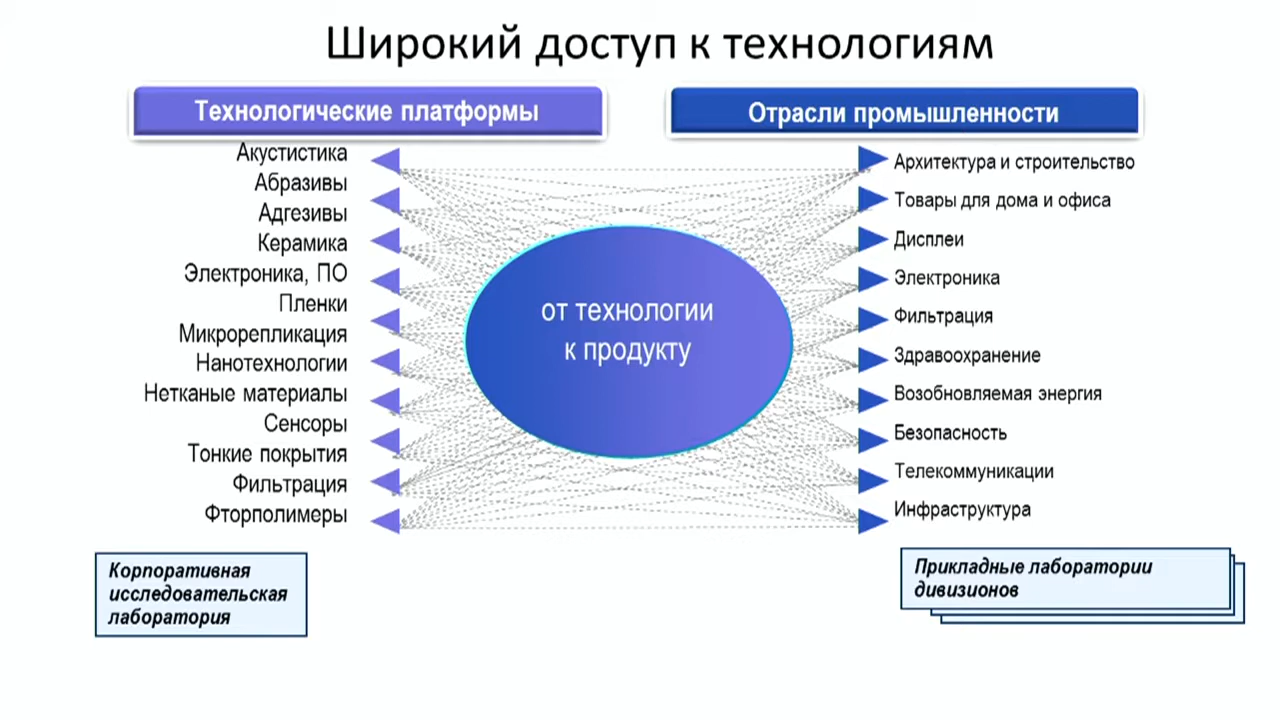 Широкий доступ к технологиям
Технологические платформы
Акустистика
Абразивы
Адгезивы
Керамика
Электроника, ПО
Пленки
Микрорепликация
Нанотехнологии
Нетканые материалы
Сенсоры
Тонкие покрытия
Фильтрация
Фторполимеры
Корпоративная
исследовательская
лаборатория
от технологии
к продукту
Отрасли промышленности
Архитектура и строительство
Товары для дома и офиса
Дисплеи
Электроника
Фильтрация
Здравоохранение
Возобновляемая энергия
Безопасность
Телекоммуникации
Инфраструктура
Прикладные лаборатории
дивизионов